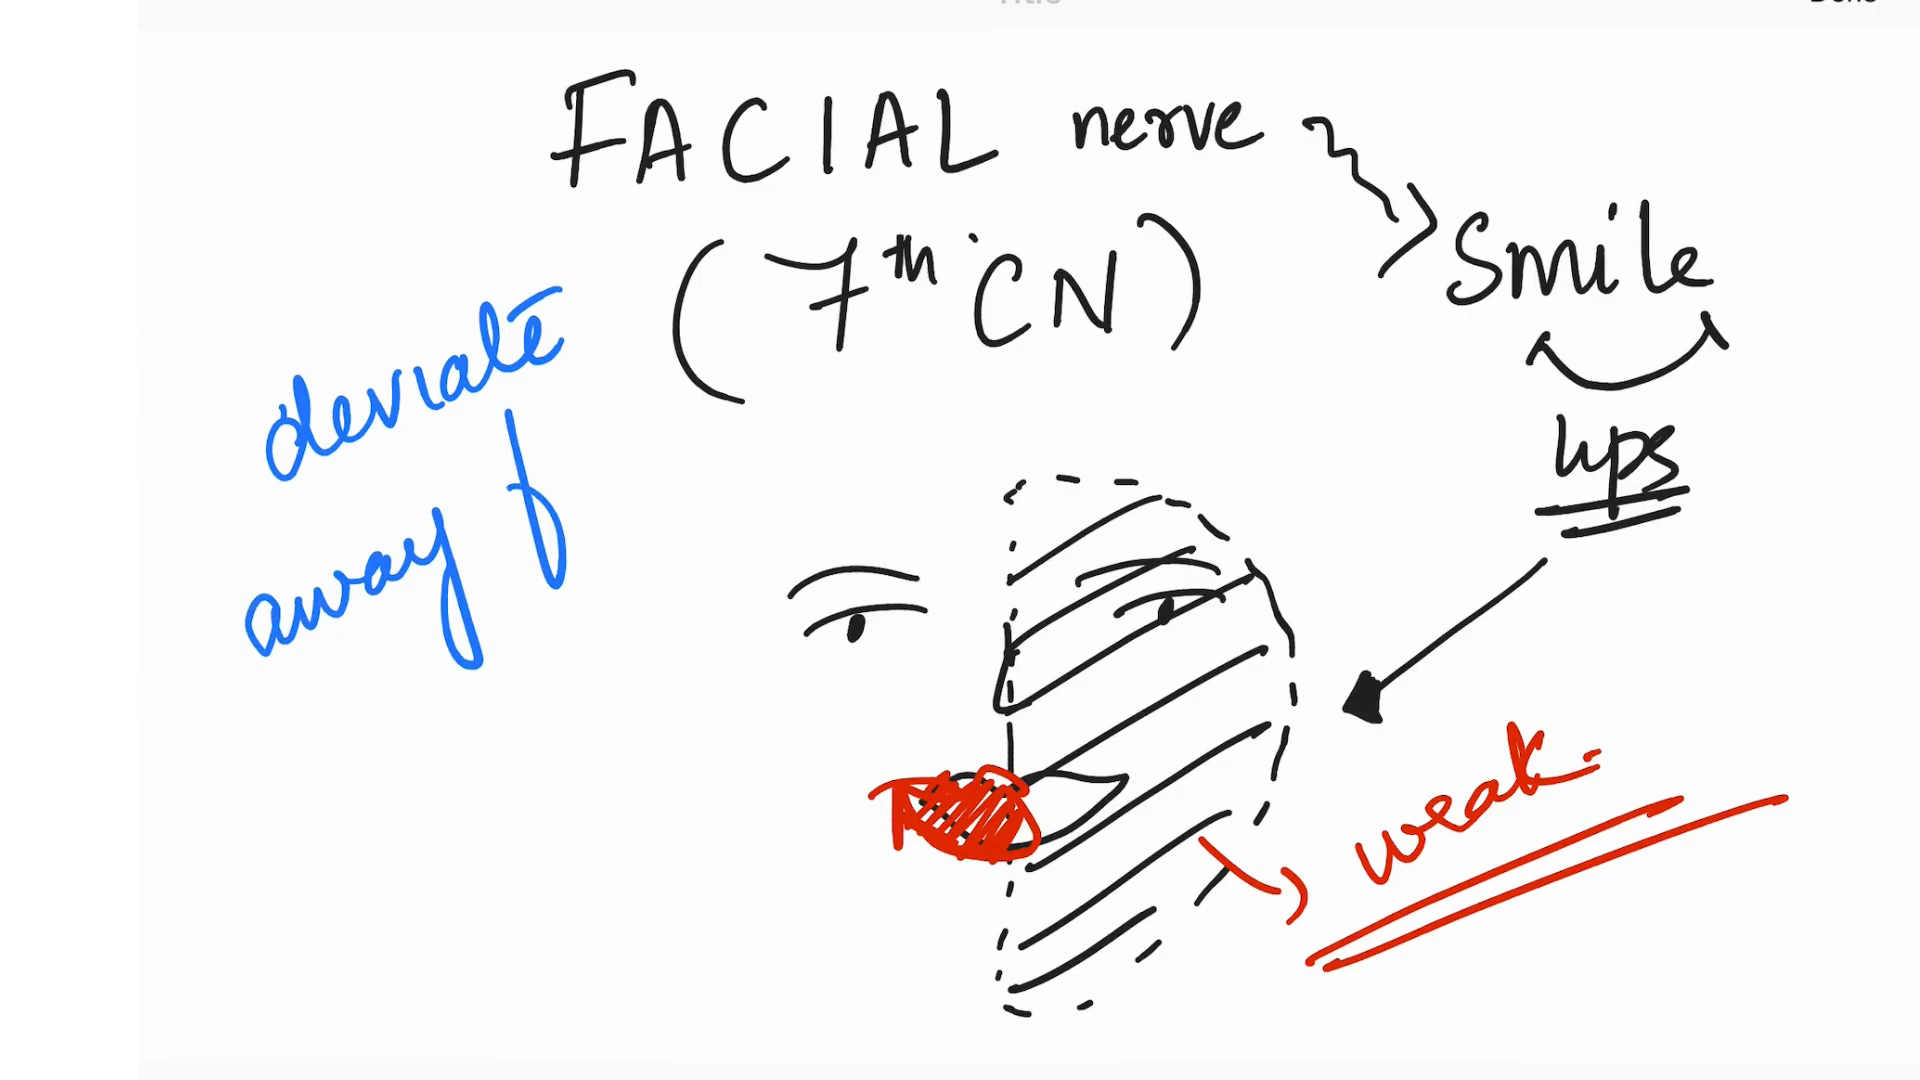 FACIAL nerve
(7th CN)
smile
lips
deviate
away f
weak.